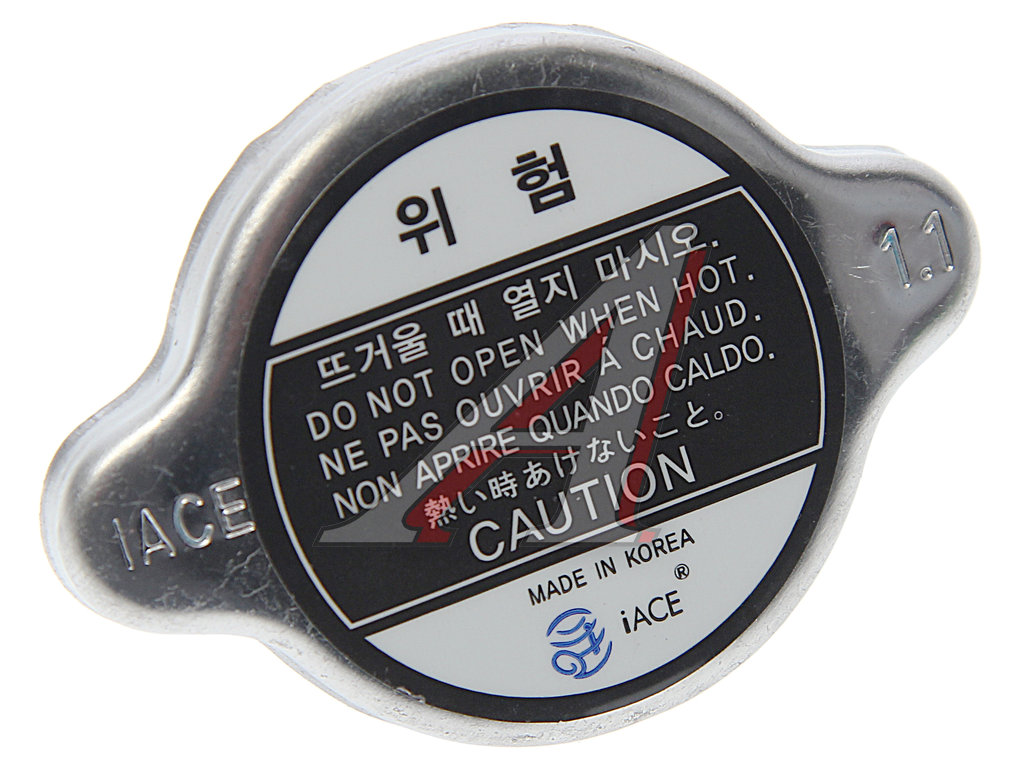 위 험
뜨거울 때 열지 마시오.
DO NOT OPEN WHEN HOT.
NE PAS OUVRIR À CHAUD.
NON APRIRE QUANDO CALDO.
熱い時あけないこと。
CAUTION
MADE IN KOREA
iACE®
IACE
1.1